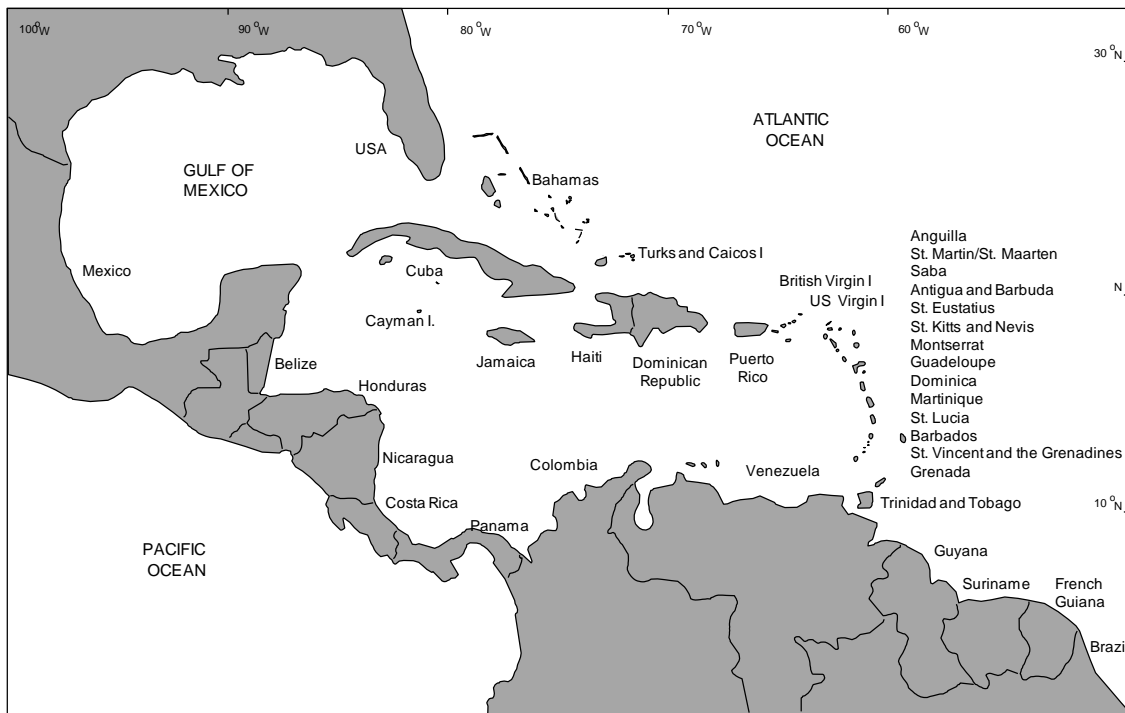 100°W
90 °W
80 °W
70 °W
60 °W
30 °N
ATLANTIC
OCEAN
USA
GULF OF
MEXICO
Bahamas
Mexico
Cuba
Turks and Caicos I
Anguilla
St. Martin/St. Maarten
Saba
British Virgin I
US Virgin I
Antigua and Barbuda
N
St. Eustatius
St. Kitts and Nevis
Cayman I.
Montserrat
Jamaica
Haiti
Dominican
Republic
Puerto
Rico
Guadeloupe
Belize
Dominica
Honduras
Martinique
St. Lucia
Barbados
St. Vincent and the Grenadines
Nicaragua
Colombia
Venezuela
Grenada
Costa Rica
Trinidad and Tobago
10 °N
Panama
PACIFIC
OCEAN
Guyana
Suriname
French
Guiana
Brazi